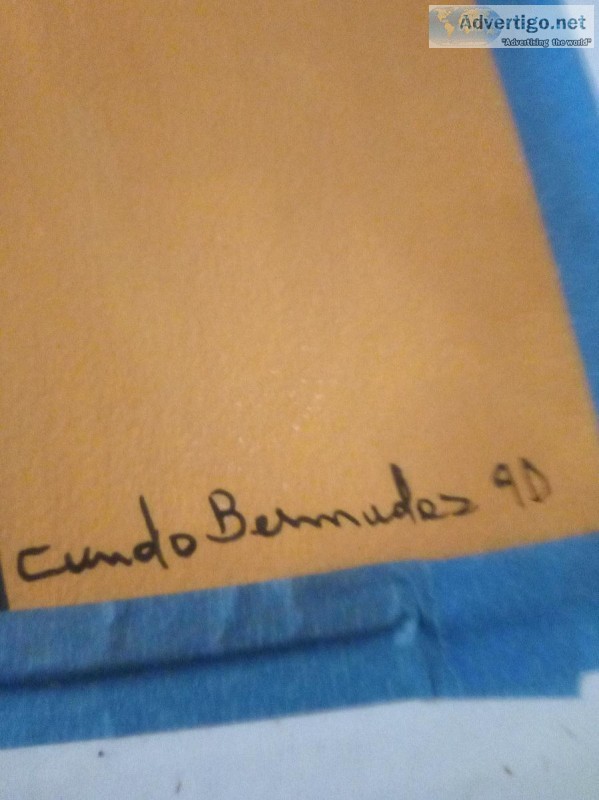 Advertigo.net
"Advertising the world"
cundo Bermudez 90